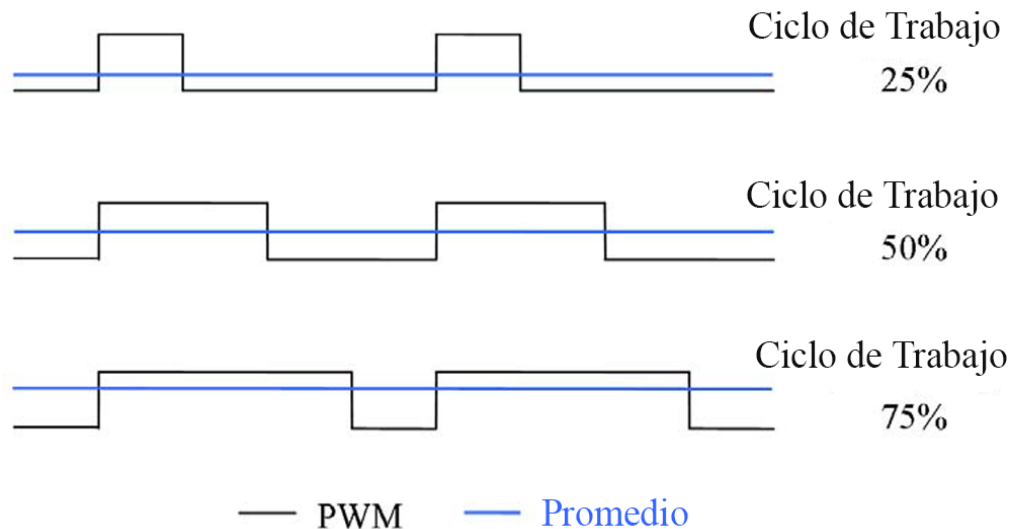 Ciclo de Trabajo
25%
Ciclo de Trabajo
50%
Ciclo de Trabajo
75%
PWM
Promedio